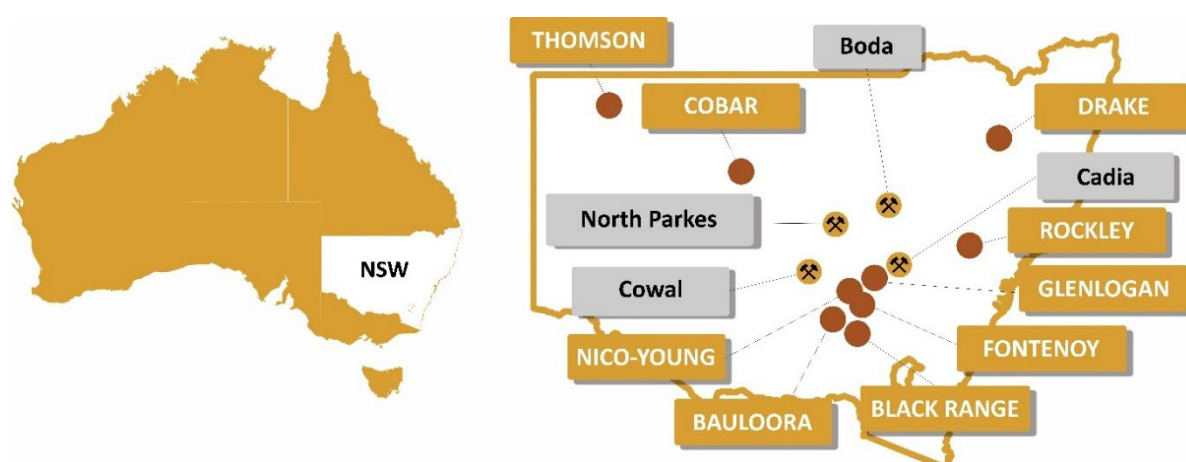 NSW
THOMSON
Boda
COBAR
DRAKE
Cadia
North Parkes
ROCKLEY
Cowal
GLENLOGAN
NICO-YOUNG
FONTENOY
BLACK RANGE
BAULOORA